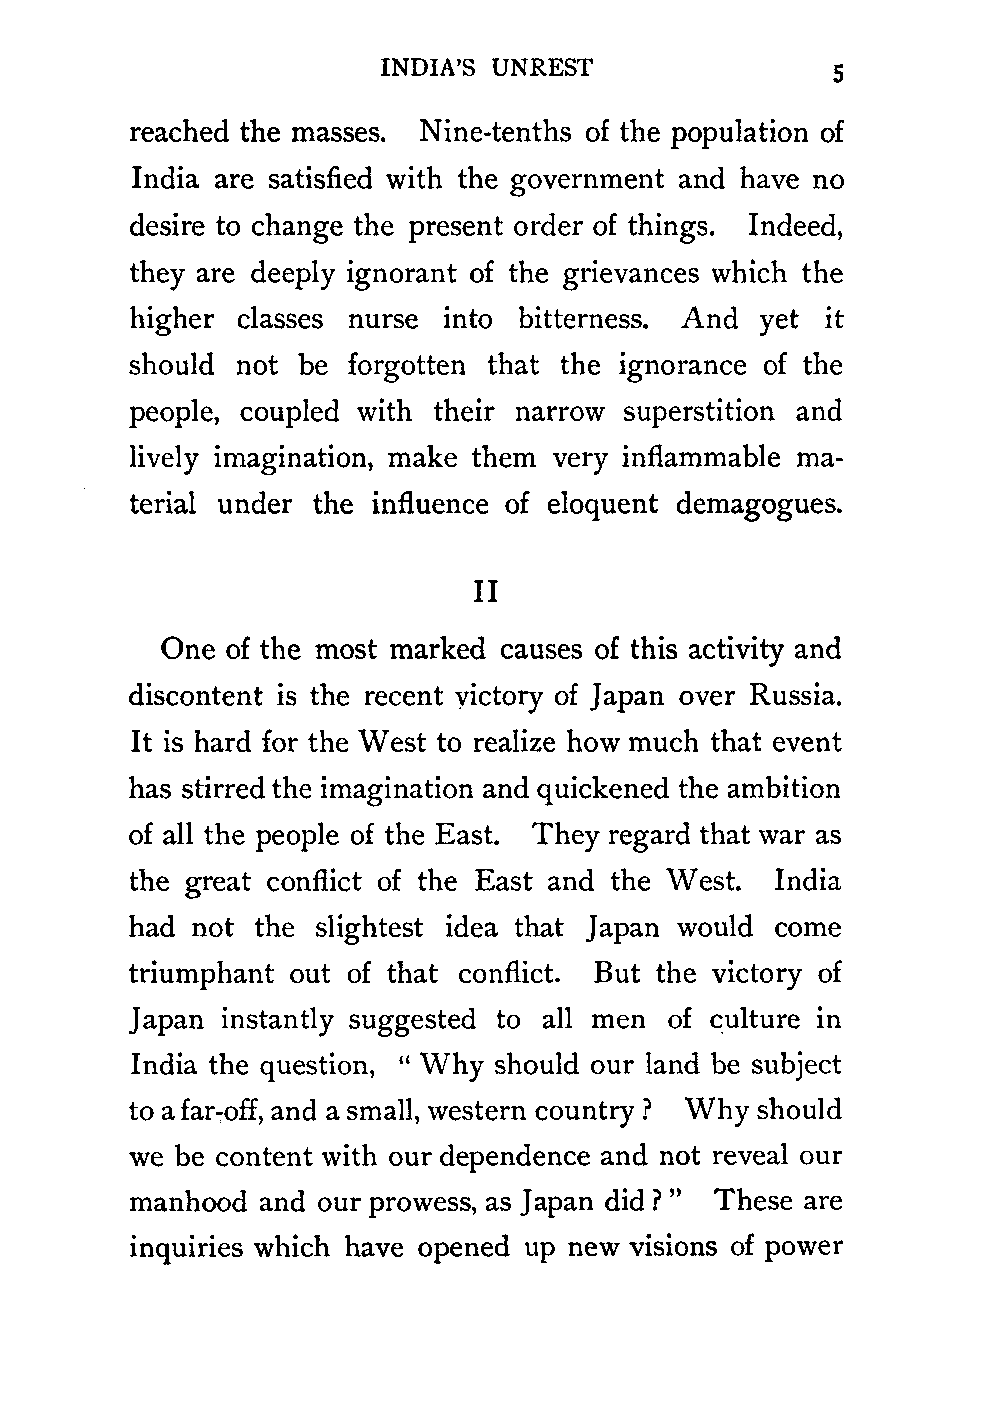 INDIA'S UNREST 5
reached the masses. Nine-tenths of the population of
India are satisfied with the government and have no
desire to change the present order of things. Indeed,
they are deeply ignorant of the grievances which the
higher classes nurse into bitterness. And yet it
should not be forgotten that the ignorance of the
people, coupled with their narrow superstition and
lively imagination, make them very inflammable ma-
terial under the influence of eloquent demagogues.
II
One of the most marked causes of this activity and
discontent is the recent victory of Japan over Russia.
It is hard for the West to realize how much that event
has stirred the imagination and quickened the ambition
of all the people of the East. They regard that war as
the great conflict of the East and the West. India
had not the slightest idea that Japan would come
triumphant out of that conflict. But the victory of
Japan instantly suggested to all men of culture in
India the question, " Why should our land be subject
to a far-off, and a small, western country ? Why should
we be content with our dependence and not reveal our
manhood and our prowess, as Japan did ? " These are
inquiries which have opened up new visions of power